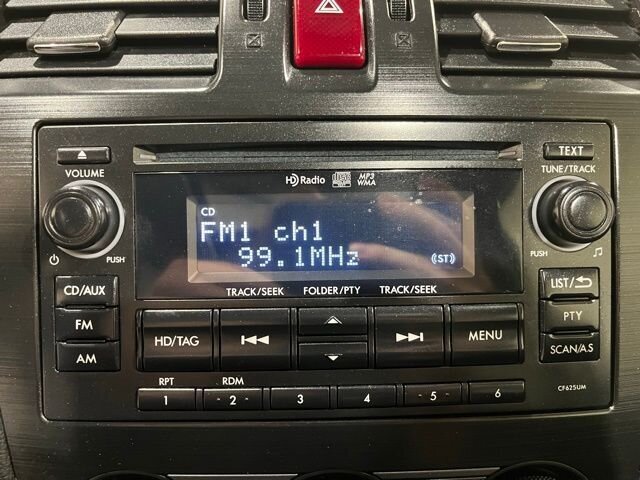 TEXT
VOLUME
HD Radio
MP3
WMA
TUNE/TRACK
CD
FM1 ch1
99.1MHz
(ST)
PUSH
PUSH
CD/AUX
TRACK/SEEK
FOLDER/PTY
TRACK/SEEK
LIST/
FM
HD/TAG
MENU
PTY
AM
SCAN/A.S
RPT
RDM
1
2
3
4
5
6
CF625UM